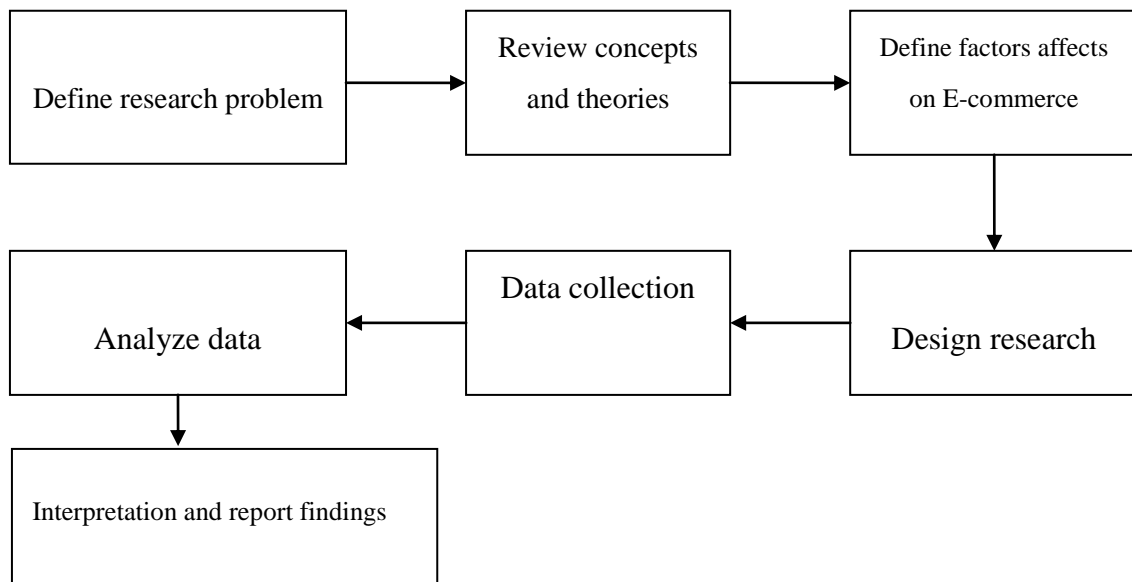 Define research problem
Review concepts
and theories
Define factors affects
on E-commerce
Design research
Data collection
Analyze data
Interpretation and report findings